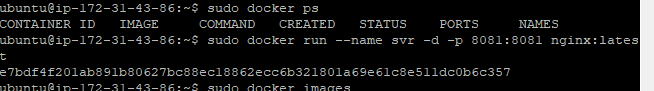 ubuntu@ip-172-31-43-86:~$ sudo docker ps
CONTAINER ID IMAGE COMMAND CREATED STATUS PORTS NAMES
ubuntu@ip-172-31-43-86:~$ sudo docker run --name svr -d -p 8081:8081 nginx:lates
t
e7bdf4f201ab891b80627bc88ec18862ecc6b321801a69e61c8e511dc0b6c357
ubuntu@ip-172-31-43-86:~$ sudo docker images